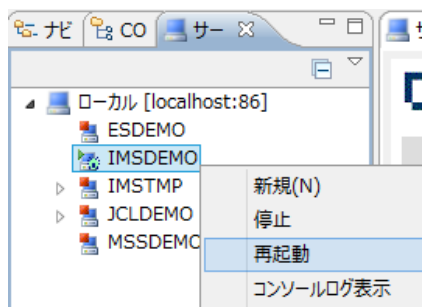 ナビ CO サー
ローカル [localhost:86]
ESDEMO
IMSDEMO
IMSTMP
JCLDEMO
MSSDEMO
新規(N)
停止
再起動
コンソールログ表示